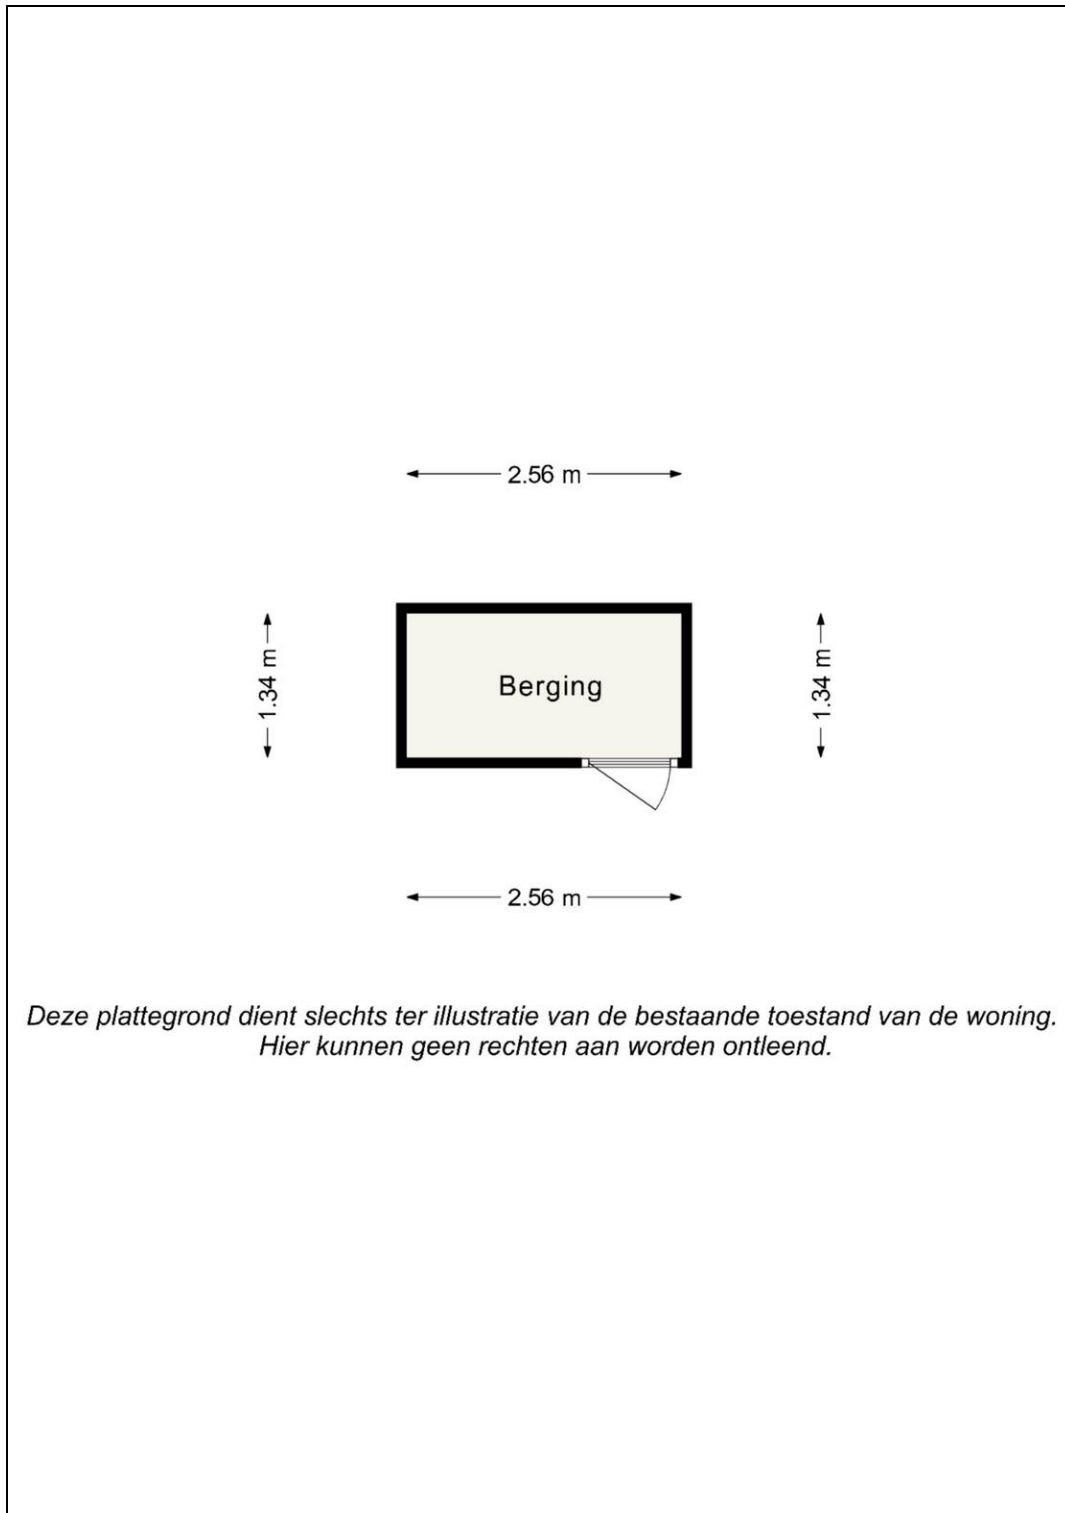 2.56 m
1.34 m
Berging
1.34 m
2.56 m
Deze plattegrond dient slechts ter illustratie van de bestaande toestand van de woning.
Hier kunnen geen rechten aan worden ontleend.